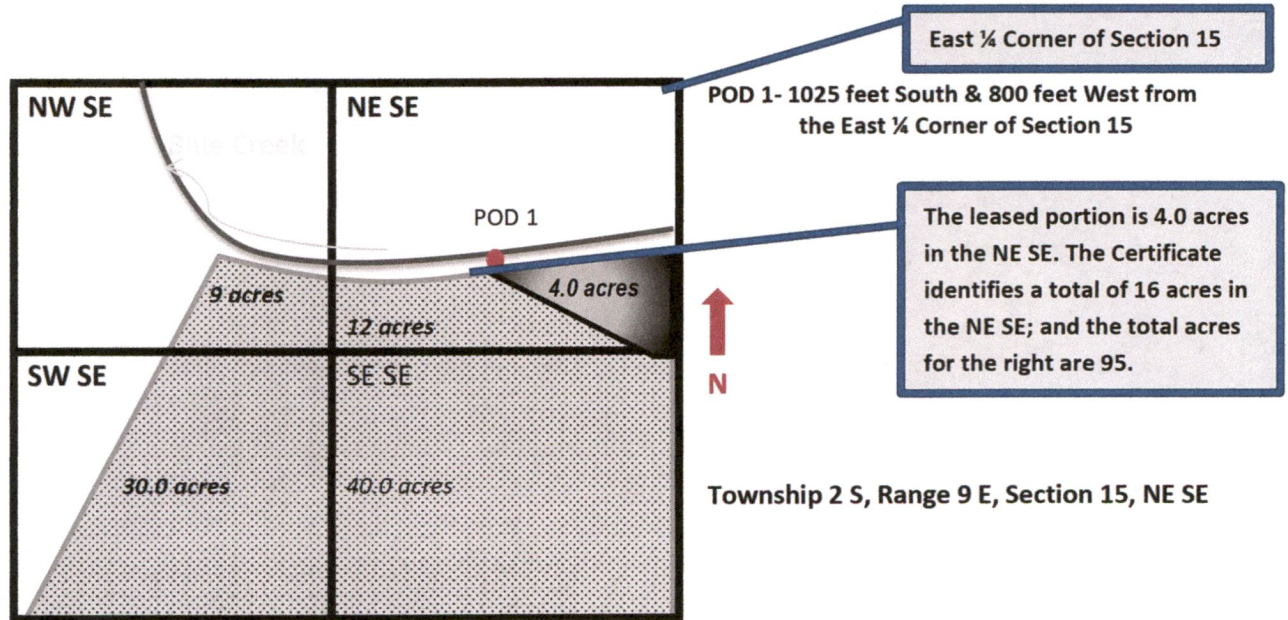 East ¼ Corner of Section 15
POD 1- 1025 feet South & 800 feet West from
the East ¼ Corner of Section 15
NW SE
NE SE
Blue Creek
POD 1
9 acres
12 acres
4.0 acres
The leased portion is 4.0 acres
in the NE SE. The Certificate
identifies a total of 16 acres in
the NE SE; and the total acres
for the right are 95.
N
SW SE
SE SE
30.0 acres
40.0 acres
Township 2 S, Range 9 E, Section 15, NE SE